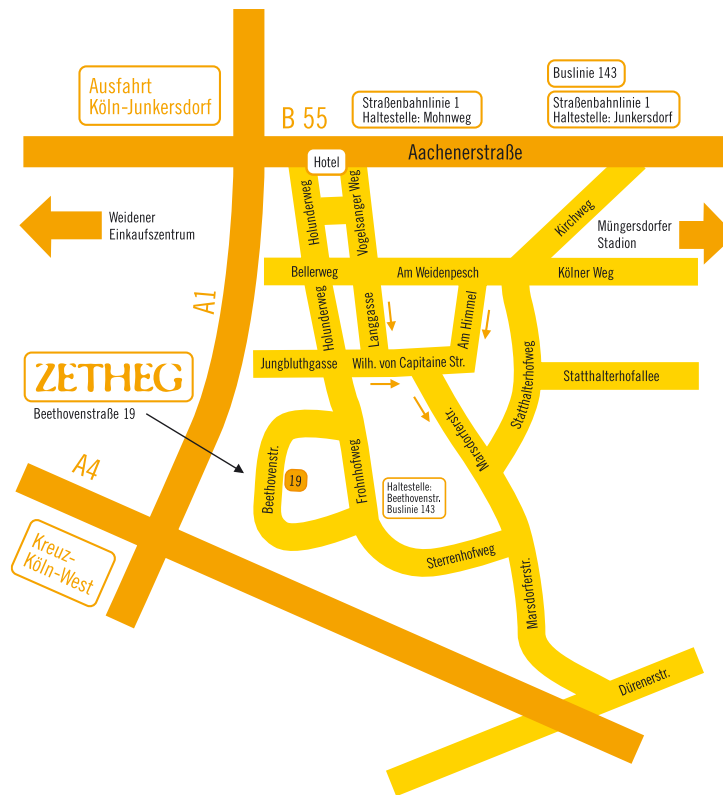 Ausfahrt
Köln-Junkersdorf
B 55
Straßenbahnlinie 1
Haltestelle: Mohnweg
Buslinie 143
Straßenbahnlinie 1
Haltestelle: Junkersdorf
Hotel
Aachenerstraße
Weidener
Einkaufszentrum
Holunderweg
Vogelsanger Weg
Kirchweg
Müngersdorfer
Stadion
Bellerweg
Am Weidenpesch
Kölner Weg
A1
Holunderweg
Langgasse
Am Himmel
Statthalterhofweg
Jungbluthgasse
Wilh. von Capitaine Str.
Statthalterhofallee
ZETHEG
Beethovenstraße 19
Marsdorferstr.
A4
Beethovenstr.
19
Frohnhofweg
Haltestelle:
Beethovenstr.
Buslinie 143
Kreuz-
Köln-West
Sterrenhofweg
Marsdorferstr.
Dürenerstr.